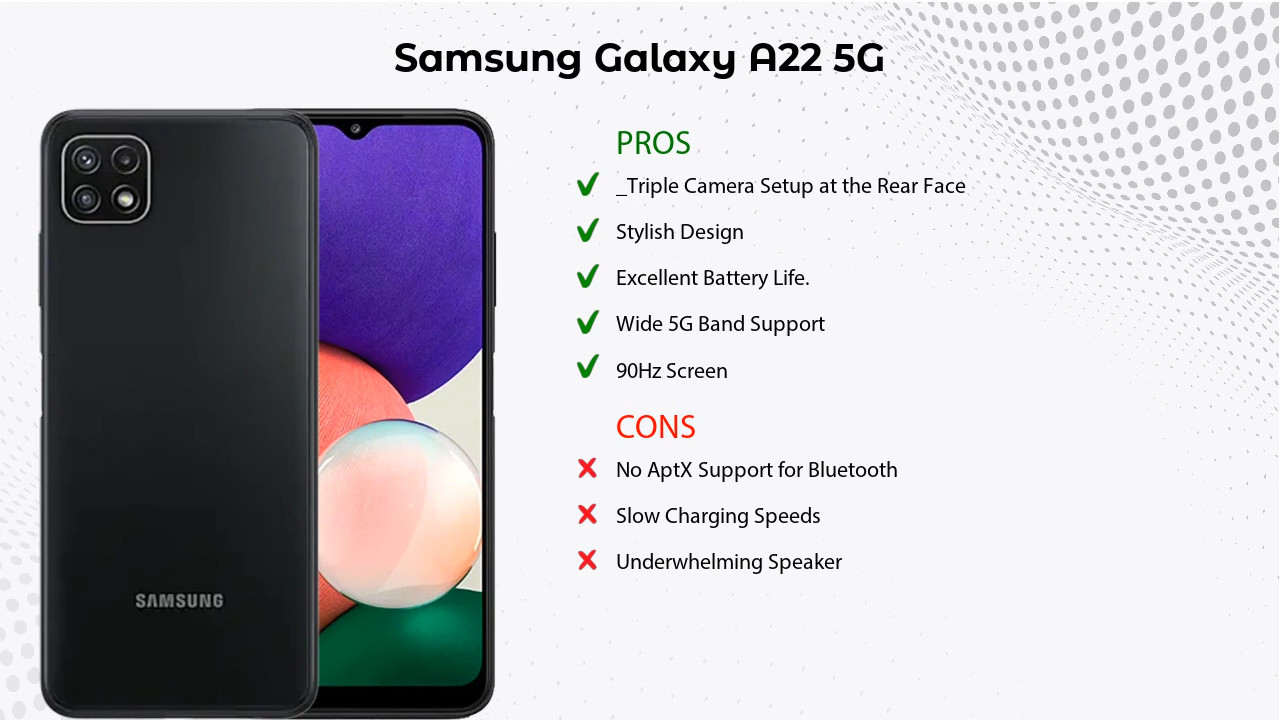 Samsung Galaxy A22 5G
PROS
_Triple Camera Setup at the Rear Face
Stylish Design
Excellent Battery Life.
Wide 5G Band Support
90Hz Screen
CONS
No AptX Support for Bluetooth
Slow Charging Speeds
Underwhelming Speaker
SAMSUNG